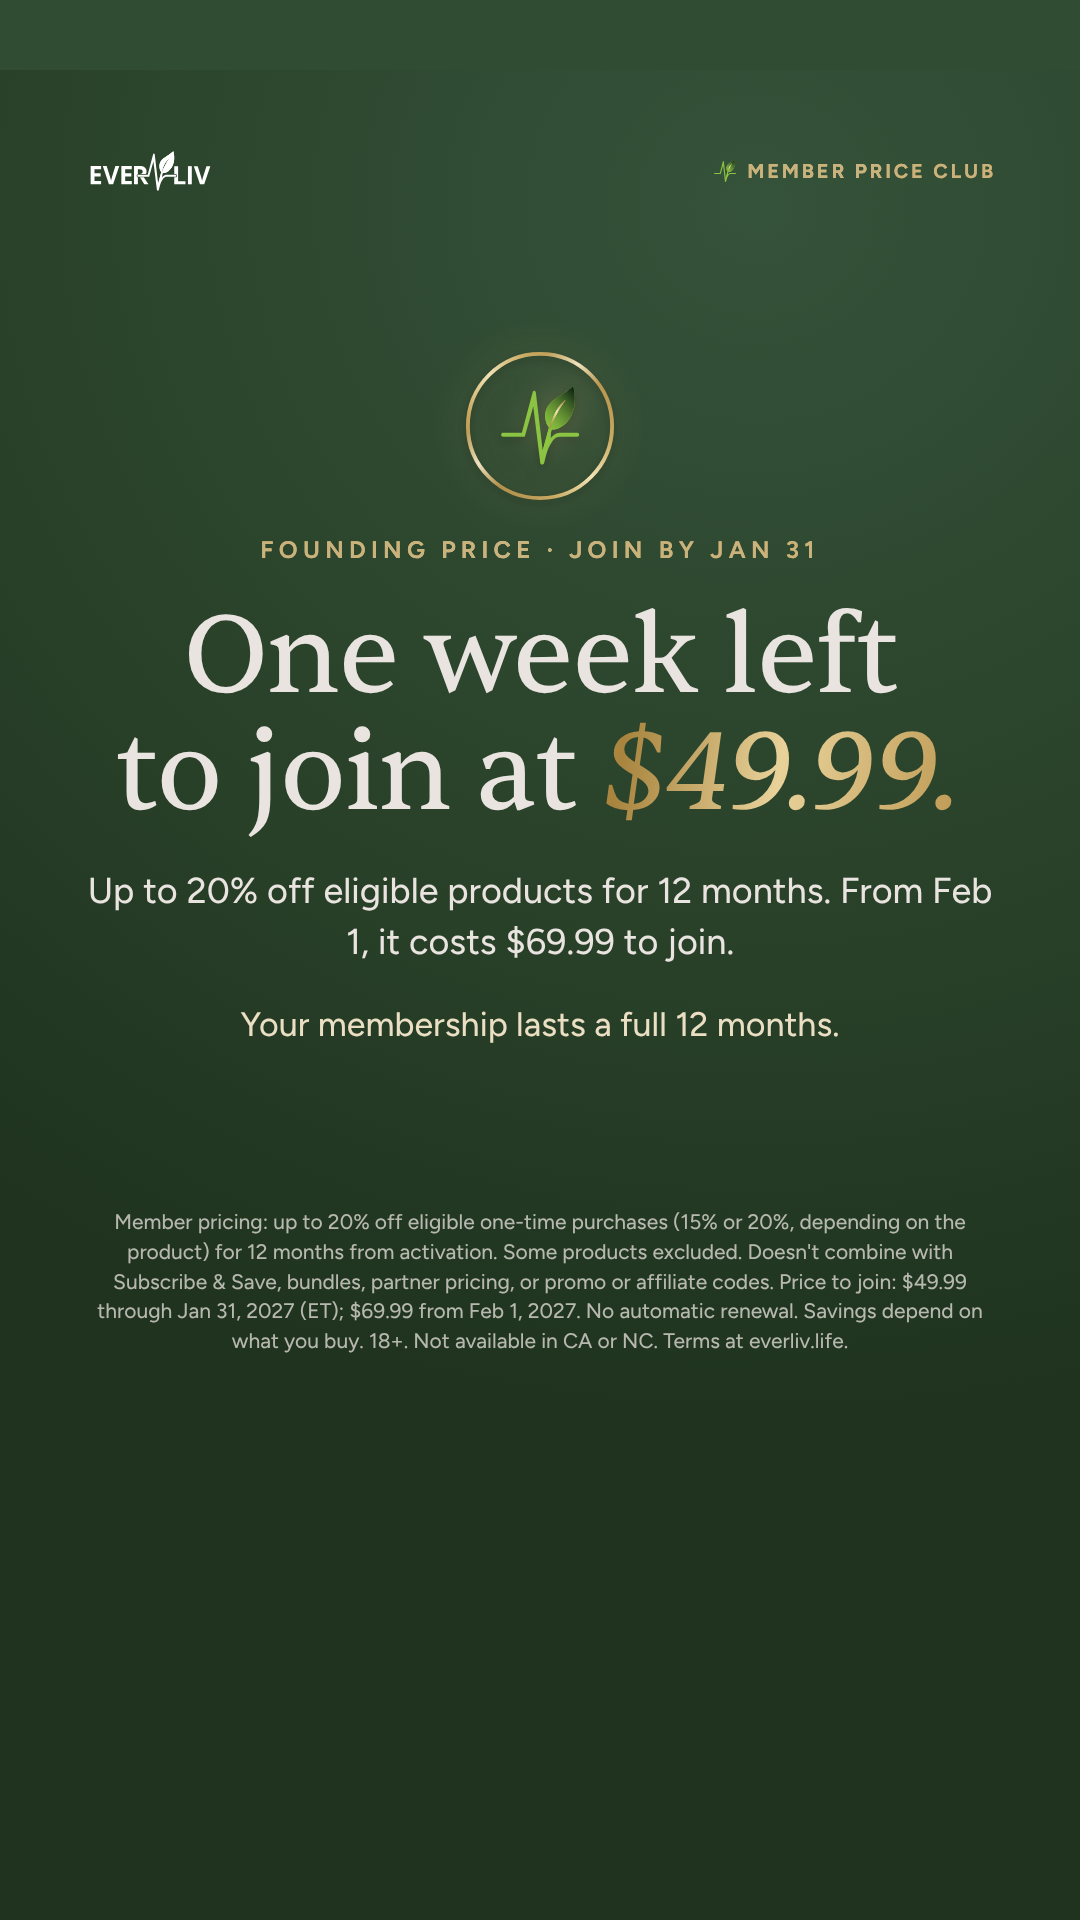 EVERLIV
MEMBER PRICE CLUB
FOUNDING PRICE · JOIN BY JAN 31
One week left
to join at $49.99.
Up to 20% off eligible products for 12 months. From Feb
1, it costs $69.99 to join.
Your membership lasts a full 12 months.
Member pricing: up to 20% off eligible one-time purchases (15% or 20%, depending on the
product) for 12 months from activation. Some products excluded. Doesn't combine with
Subscribe & Save, bundles, partner pricing, or promo or affiliate codes. Price to join: $49.99
through Jan 31, 2027 (ET); $69.99 from Feb 1, 2027. No automatic renewal. Savings depend on
what you buy. 18+. Not available in CA or NC. Terms at everliv.life.